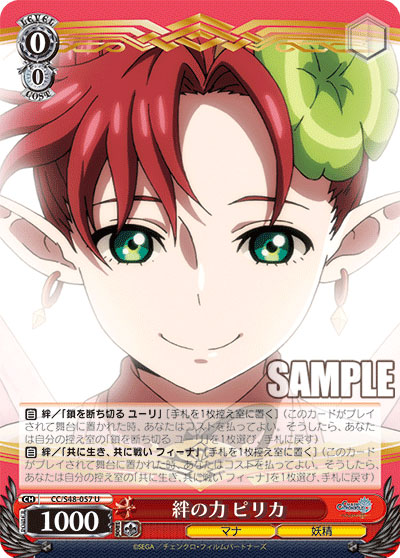 LEVEL
0
0
COST
SAMPLE
自 絆/「鎖を断ち切る ユーリ」［手札を1枚控え室に置く］（このカードがプレイ
されて舞台に置かれた時、あなたはコストを払ってよい。そうしたら、あなた
は自分の控え室の「鎖を断ち切る ユーリ」を1枚選び、手札に戻す）
自 絆/「共に生き、共に戦い フィーナ」［手札を1枚控え室に置く］（このカード
がプレイされて舞台に置かれた時、あなたはコストを払ってよい。そうしたら、
あなたは自分の控え室の「共に生き、共に戦い フィーナ」を1枚選び、手札に戻す）
CH
CC/S48-057 U
POWER
1000
絆の力 ピリカ
マナ
妖精
©SEGA／チェンクロ・フィルムパートナーズ